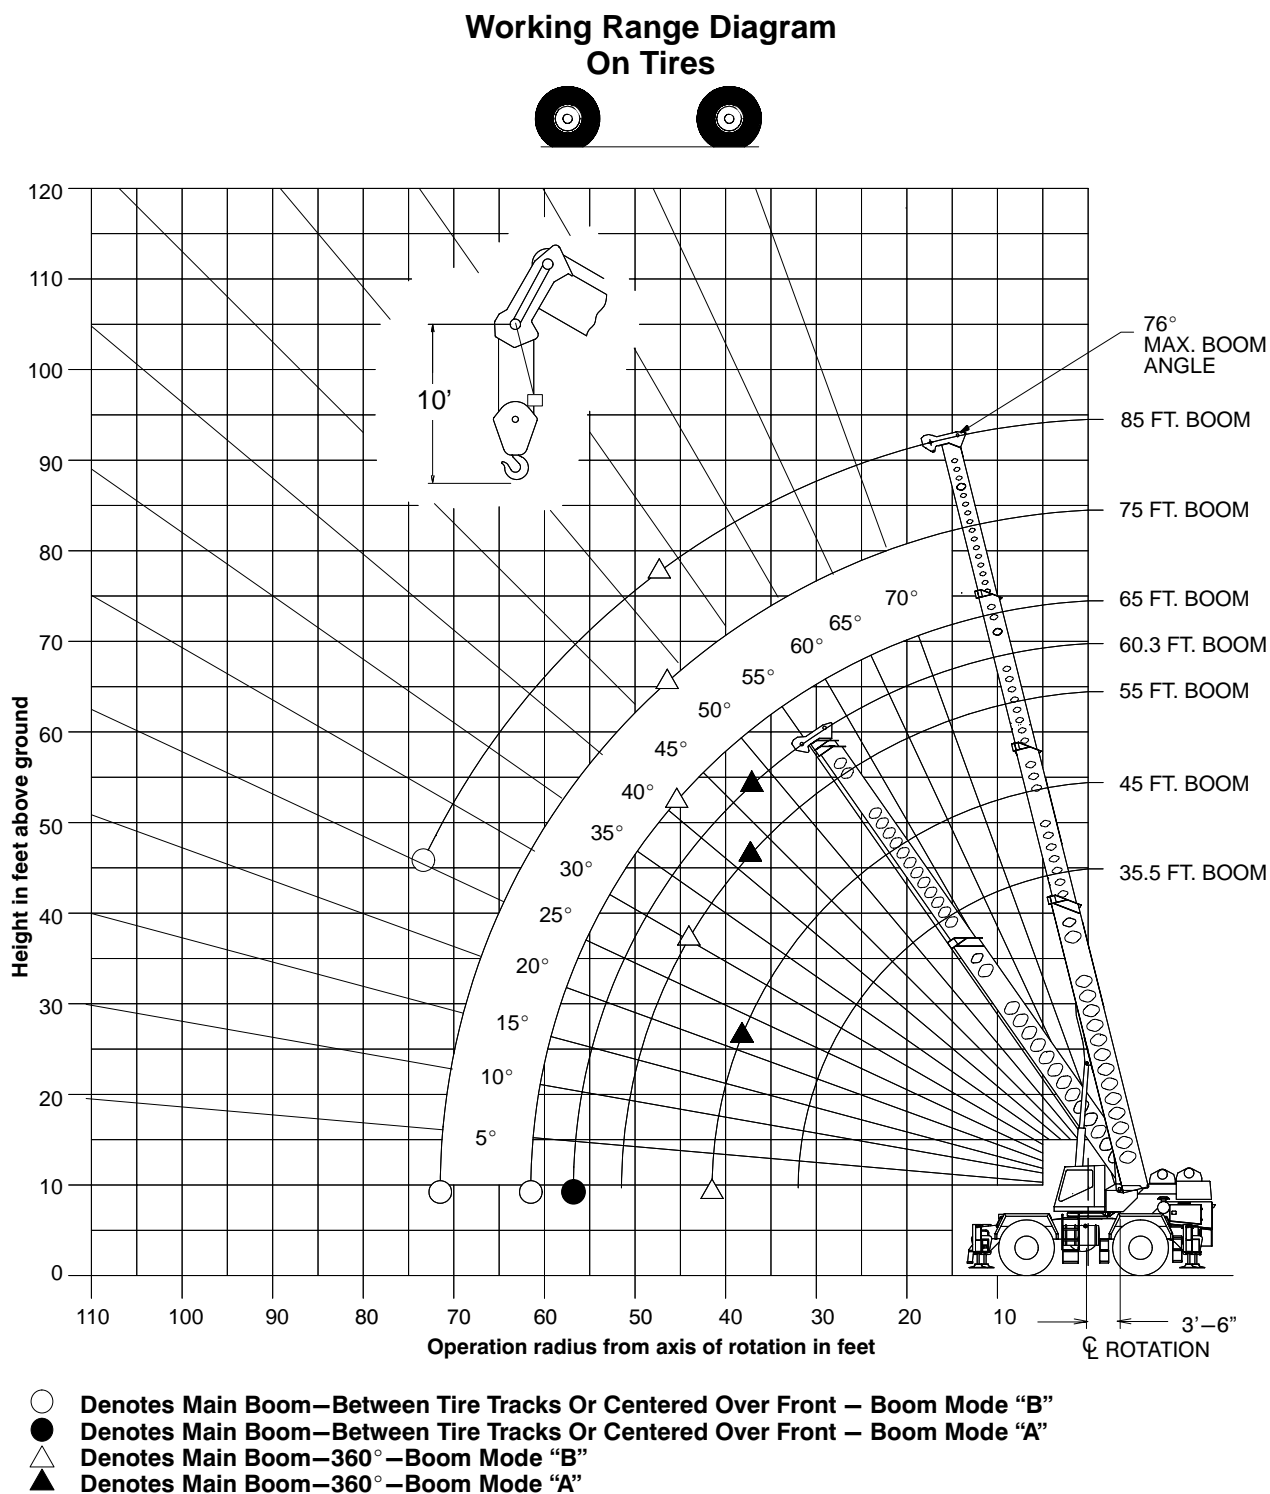 Working Range Diagram
On Tires
120
110
100
90
80
70
60
50
40
30
20
10
0
Height in feet above ground
10’
76°
MAX. BOOM
ANGLE
85 FT. BOOM
75 FT. BOOM
65 FT. BOOM
60.3 FT. BOOM
55 FT. BOOM
45 FT. BOOM
35.5 FT. BOOM
70°
65°
60°
55°
50°
45°
40°
35°
30°
25°
20°
15°
10°
5°
110 100 90 80 70 60 50 40 30 20 10
3’–6”
Operation radius from axis of rotation in feet
℄ ROTATION
Denotes Main Boom–Between Tire Tracks Or Centered Over Front – Boom Mode “B”
Denotes Main Boom–Between Tire Tracks Or Centered Over Front – Boom Mode “A”
Denotes Main Boom–360°–Boom Mode “B”
Denotes Main Boom–360°–Boom Mode “A”